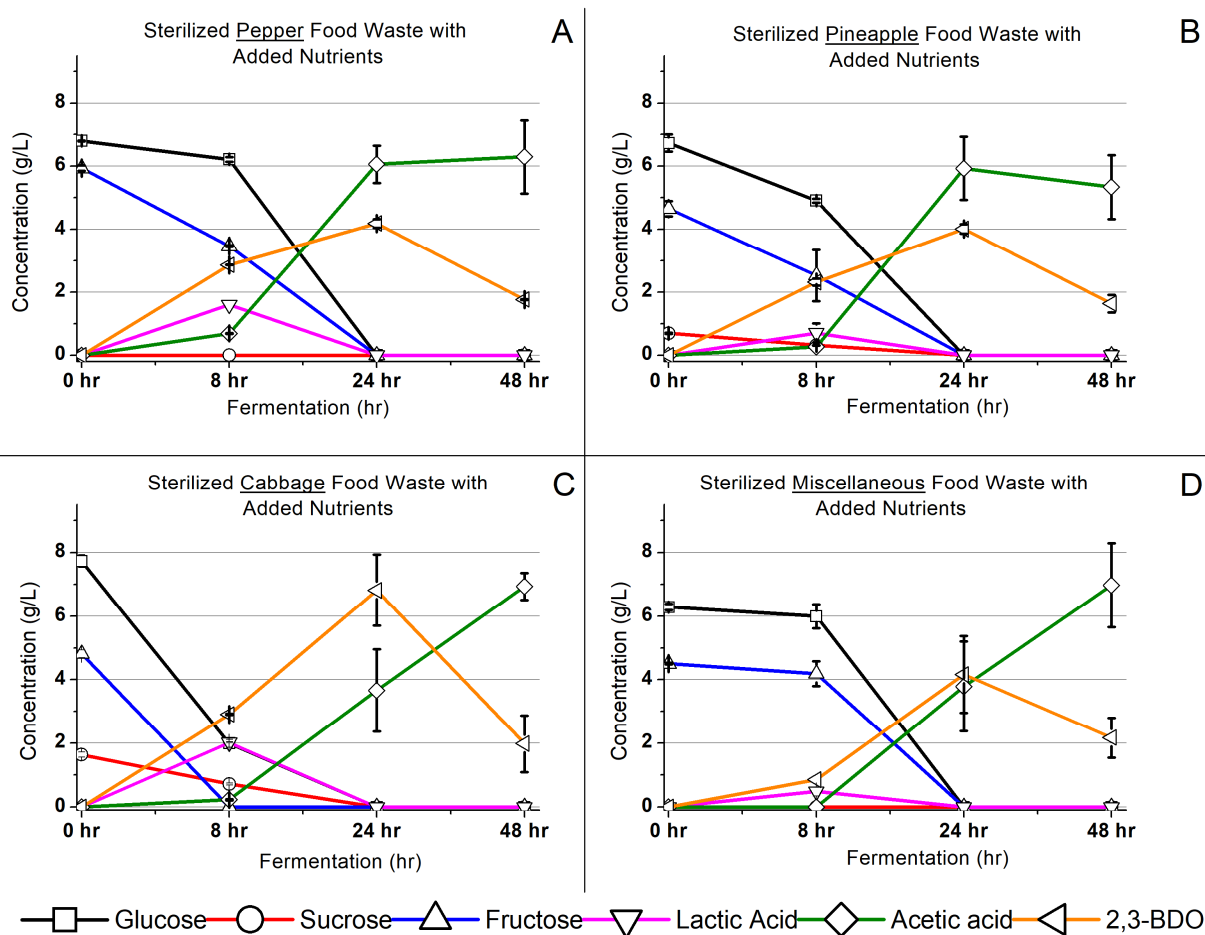 Sterilized Pepper Food Waste with
Added Nutrients
A
Concentration (g/L)
8
6
4
2
0
0 hr 8 hr 24 hr 48 hr
Fermentation (hr)
Sterilized Pineapple Food Waste with
Added Nutrients
B
Concentration (g/L)
8
6
4
2
0
0 hr 8 hr 24 hr 48 hr
Fermentation (hr)
Sterilized Cabbage Food Waste with
Added Nutrients
C
Concentration (g/L)
8
6
4
2
0
0 hr 8 hr 24 hr 48 hr
Fermentation (hr)
Sterilized Miscellaneous Food Waste with
Added Nutrients
D
Concentration (g/L)
8
6
4
2
0
0 hr 8 hr 24 hr 48 hr
Fermentation (hr)
Glucose Sucrose Fructose Lactic Acid Acetic acid 2,3-BDO